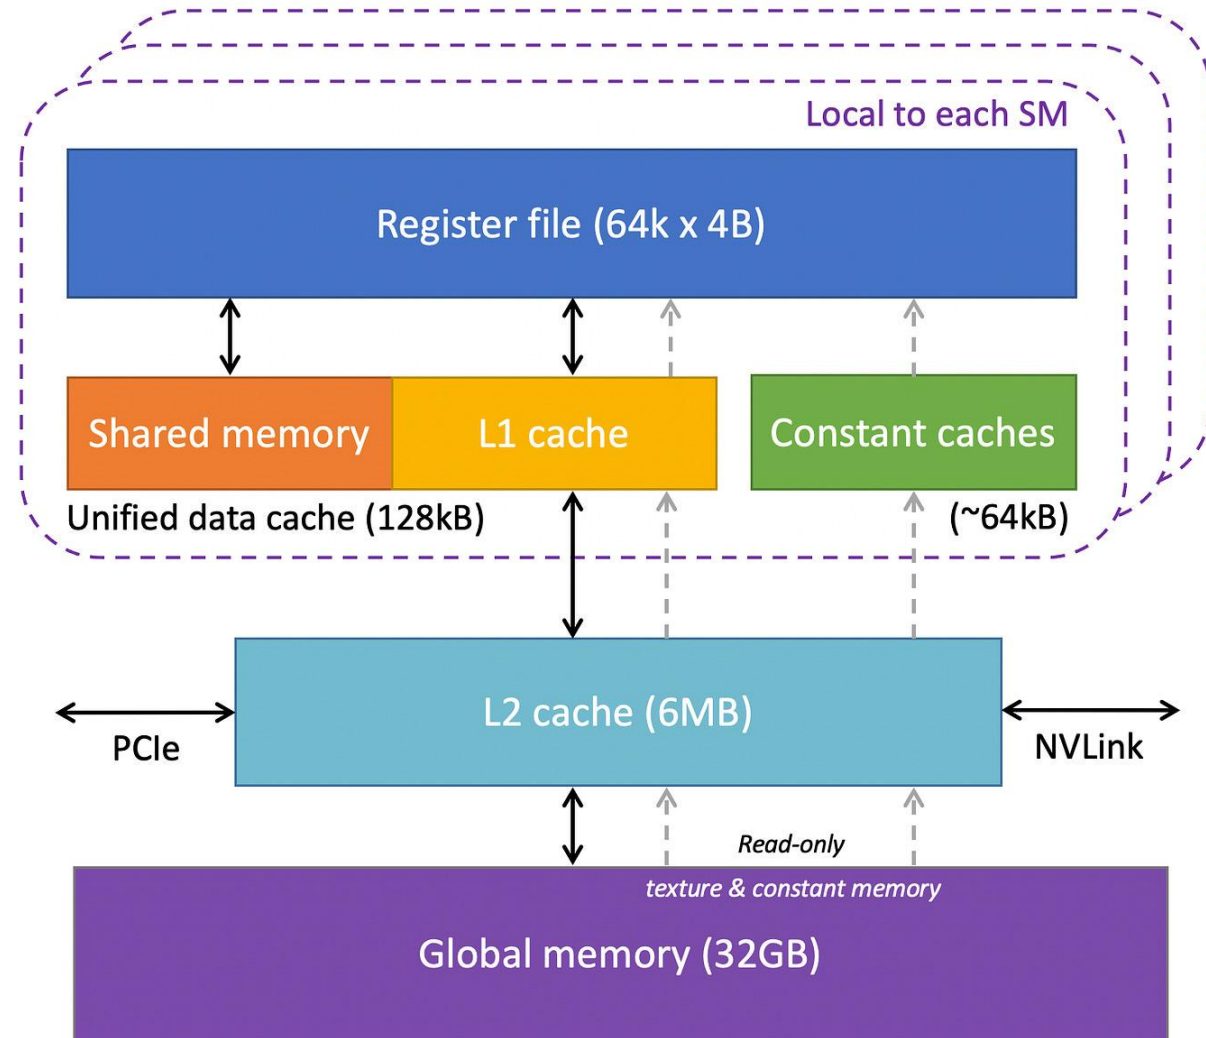 Local to each SM
Register file (64k x 4B)
Shared memory
L1 cache
Constant caches
Unified data cache (128kB)
(~64kB)
L2 cache (6MB)
PCIe
NVLink
Read-only
texture & constant memory
Global memory (32GB)